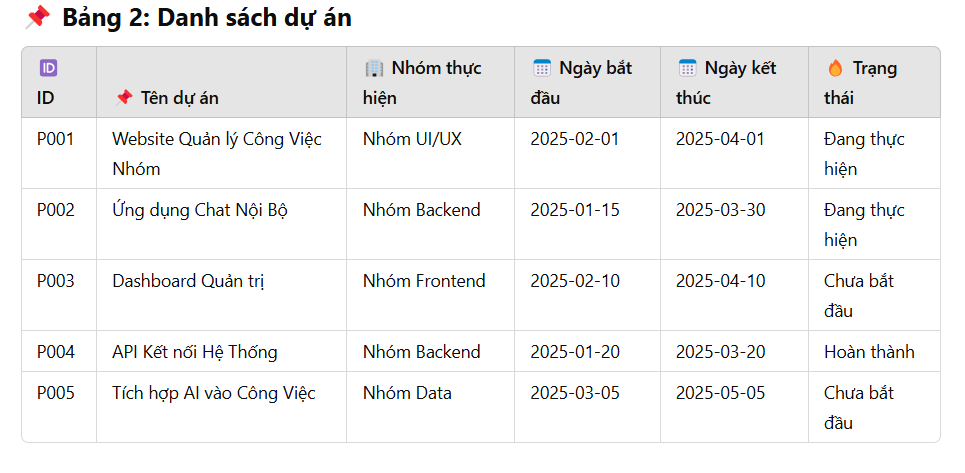 📌 Bảng 2: Danh sách dự án
🆔 ID
📌 Tên dự án
🏢 Nhóm thực hiện
📅 Ngày bắt đầu
📅 Ngày kết thúc
🔥 Trạng thái
P001
Website Quản lý Công Việc
Nhóm
Nhóm UI/UX
2025-02-01
2025-04-01
Đang thực
hiện
P002
Ứng dụng Chat Nội Bộ
Nhóm Backend
2025-01-15
2025-03-30
Đang thực
hiện
P003
Dashboard Quản trị
Nhóm Frontend
2025-02-10
2025-04-10
Chưa bắt
đầu
P004
API Kết nối Hệ Thống
Nhóm Backend
2025-01-20
2025-03-20
Hoàn thành
P005
Tích hợp AI vào Công Việc
Nhóm Data
2025-03-05
2025-05-05
Chưa bắt
đầu